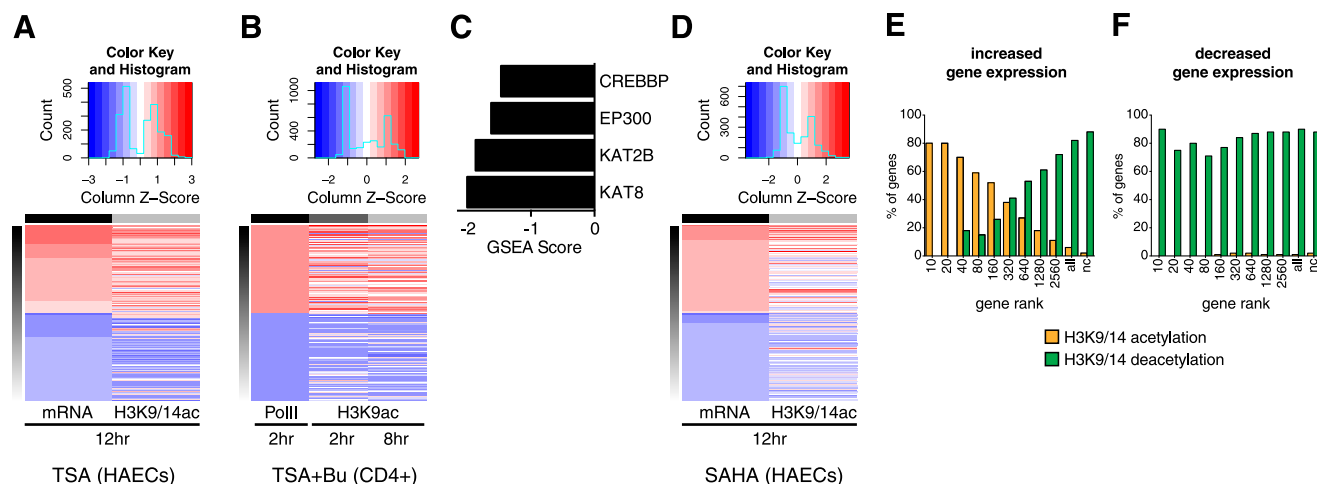 A
Color Key
and Histogram
Count
0 200 500
−3 −1 1 3
Column Z−Score
mRNA H3K9/14ac
12hr
TSA (HAECs)
B
Color Key
and Histogram
Count
0 400 1000
−2 0 2
Column Z−Score
PolII H3K9ac
2hr 2hr 8hr
TSA+Bu (CD4+)
C
CREBBP
EP300
KAT2B
KAT8
-2 -1 0
GSEA Score
D
Color Key
and Histogram
Count
0 300 600
−2 0 2
Column Z−Score
mRNA H3K9/14ac
12hr
SAHA (HAECs)
E
increased
gene expression
% of genes
100
80
60
40
20
0
10 20 40 80 160 320 640 1280 2560 all nc
gene rank
F
decreased
gene expression
100
80
60
40
20
0
10 20 40 80 160 320 640 1280 2560 all nc
gene rank
H3K9/14 acetylation
H3K9/14 deacetylation